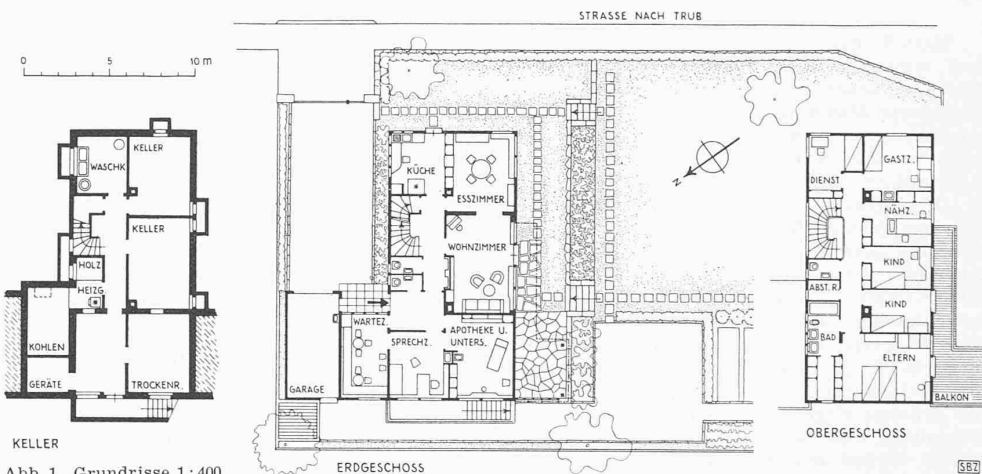 STRASSE NACH TRUB
0 5 10 m
WASCHK.
KELLER
KELLER
HOLZ
HEIZG.
KOHLEN
GERÄTE
TROCKENR.
KELLER
Abb. 1. Grundrisse 1:400
KÜCHE
ESSZIMMER
WOHNZIMMER
WARTEZ.
SPRECHZ.
APOTHEKE U.
UNTERS.
GARAGE
ERDGESCHOSS
N
DIENST
GASTZ.
NÄHZ.
KIND
ABST. R.
KIND
BAD
ELTERN
BALKON
OBERGESCHOSS
SBZ